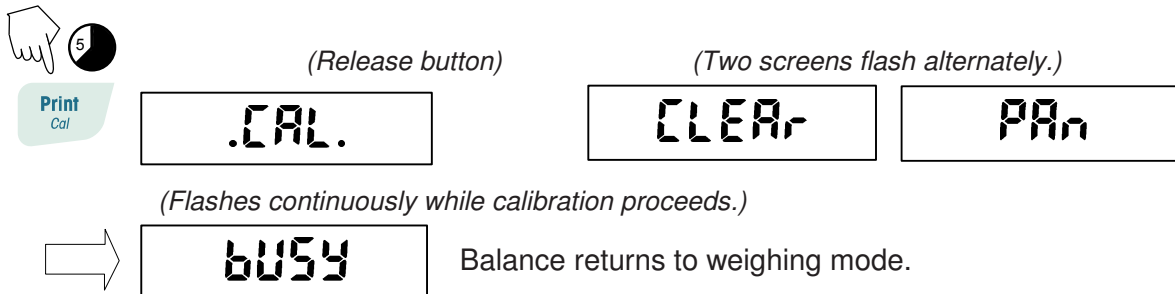 5
(Release button) (Two screens flash alternately.)
Print
Cal
.CAL. CLEAr PAn
(Flashes continuously while calibration proceeds.)
bUSY Balance returns to weighing mode.